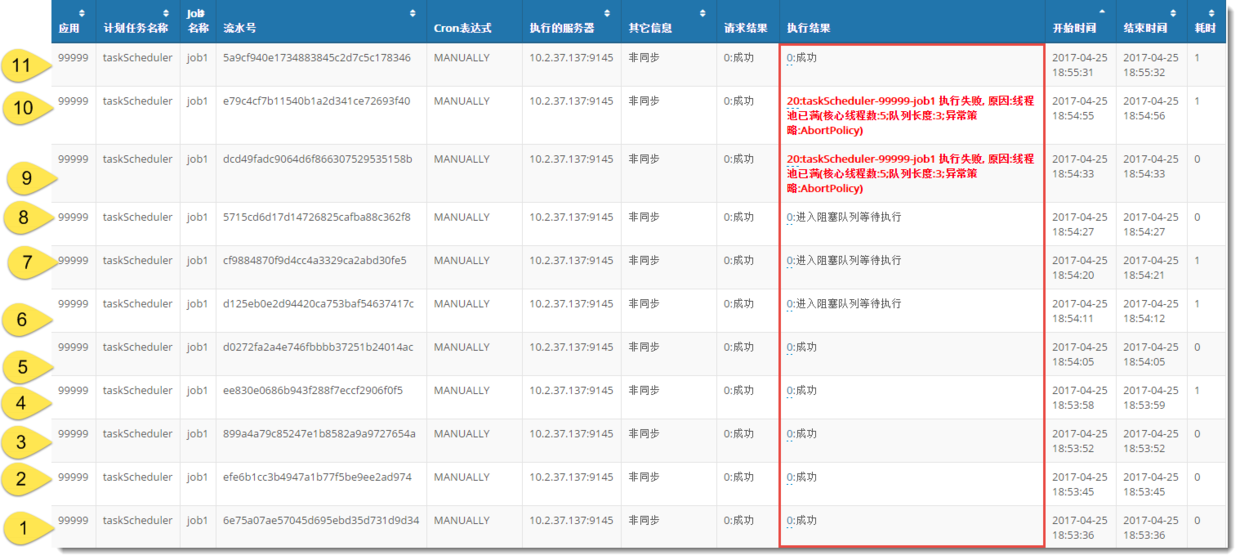 应用 计划任务名称 Job名称 流水号 Cron表达式 执行的服务器 其它信息 请求结果 执行结果 开始时间 结束时间 耗时
11 99999 taskScheduler job1 5a9cf940e1734883845c2d7c5c178346 MANUALLY 10.2.37.137:9145 非同步 0:成功 0:成功 2017-04-25 2017-04-25 1
18:55:31 18:55:32
10 99999 taskScheduler job1 e79c4cf7b11540b1a2d341ce72693f40 MANUALLY 10.2.37.137:9145 非同步 0:成功 20:taskScheduler-99999-job1 执行失败, 原因:线程 2017-04-25 2017-04-25 1
池已满(核心线程数:5;队列长度:3;异常策 18:54:55 18:54:56
略:AbortPolicy)
9 99999 taskScheduler job1 dcd49fadc9064d6f866307529535158b MANUALLY 10.2.37.137:9145 非同步 0:成功 20:taskScheduler-99999-job1 执行失败, 原因:线程 2017-04-25 2017-04-25 0
池已满(核心线程数:5;队列长度:3;异常策 18:54:33 18:54:33
略:AbortPolicy)
8 99999 taskScheduler job1 5715cd6d17d14726825cafba88c362f8 MANUALLY 10.2.37.137:9145 非同步 0:成功 0:进入阻塞队列等待执行 2017-04-25 2017-04-25 0
18:54:27 18:54:27
7 99999 taskScheduler job1 cf9884870f9d4cc4a3329ca2abd30fe5 MANUALLY 10.2.37.137:9145 非同步 0:成功 0:进入阻塞队列等待执行 2017-04-25 2017-04-25 1
18:54:20 18:54:21
6 99999 taskScheduler job1 d125eb0e2d94420ca753baf54637417c MANUALLY 10.2.37.137:9145 非同步 0:成功 0:进入阻塞队列等待执行 2017-04-25 2017-04-25 1
18:54:11 18:54:12
5 99999 taskScheduler job1 d0272fa2a4e746fbbbb37251b24014ac MANUALLY 10.2.37.137:9145 非同步 0:成功 0:成功 2017-04-25 2017-04-25 0
18:54:05 18:54:05
4 99999 taskScheduler job1 ee830e0686b943f288f7eccf2906f0f5 MANUALLY 10.2.37.137:9145 非同步 0:成功 0:成功 2017-04-25 2017-04-25 1
18:53:58 18:53:59
3 99999 taskScheduler job1 899a4a79c85247e1b8582a9a9727654a MANUALLY 10.2.37.137:9145 非同步 0:成功 0:成功 2017-04-25 2017-04-25 0
18:53:52 18:53:52
2 99999 taskScheduler job1 efe6b1cc3b4947a1b77f5be9ee2ad974 MANUALLY 10.2.37.137:9145 非同步 0:成功 0:成功 2017-04-25 2017-04-25 0
18:53:45 18:53:45
1 99999 taskScheduler job1 6e75a07ae57045d695ebd35d731d9d34 MANUALLY 10.2.37.137:9145 非同步 0:成功 0:成功 2017-04-25 2017-04-25 0
18:53:36 18:53:36